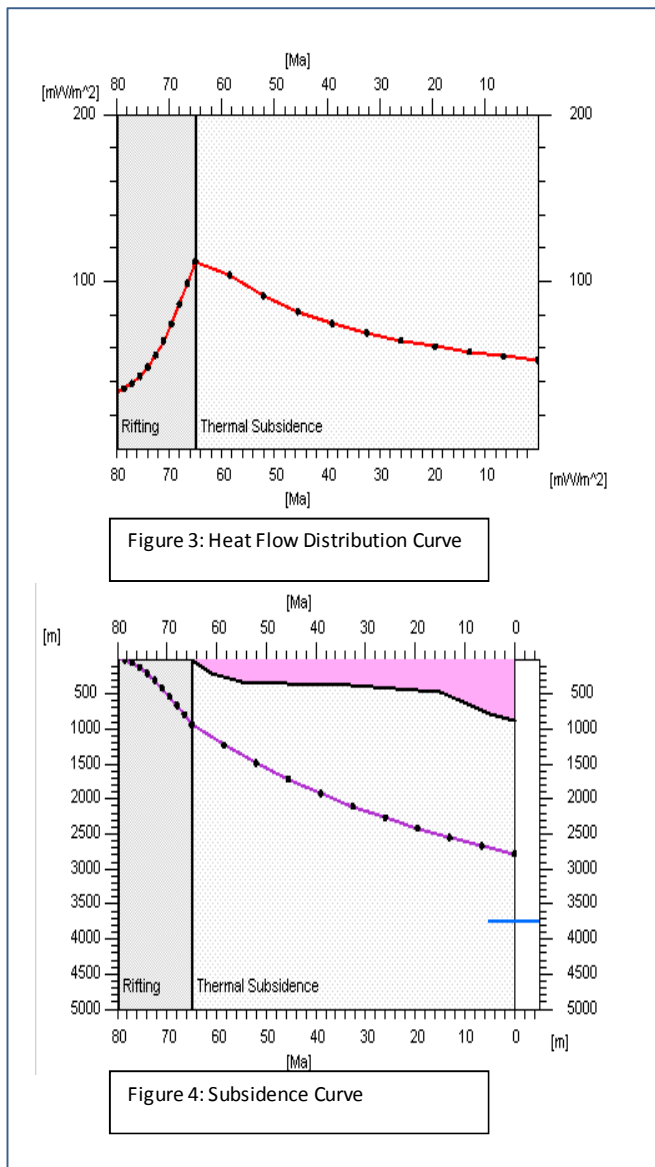 [Ma]
80 70 60 50 40 30 20 10
[mW/m^2]
200 200
100 100
Rifting Thermal Subsidence
80 70 60 50 40 30 20 10
[Ma] [mW/m^2]
Figure 3: Heat Flow Distribution Curve
[Ma]
80 70 60 50 40 30 20 10 0
[m]
500 500
1000 1000
1500 1500
2000 2000
2500 2500
3000 3000
3500 3500
4000 4000
4500 4500
Rifting Thermal Subsidence
5000 5000
80 70 60 50 40 30 20 10 0 [m]
[Ma]
Figure 4: Subsidence Curve